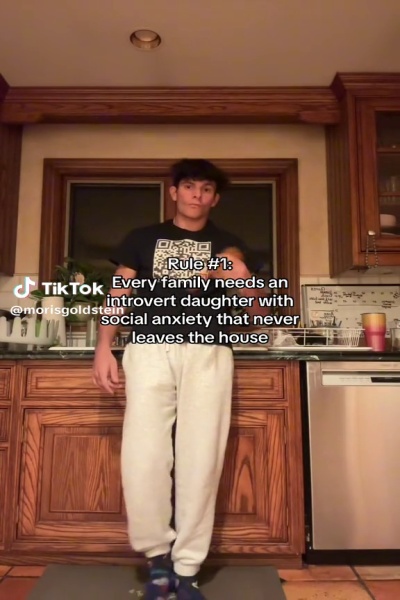 Rule #1:
Every family needs an
introvert daughter with
social anxiety that never
leaves the house
TikTok
@morisgoldstein